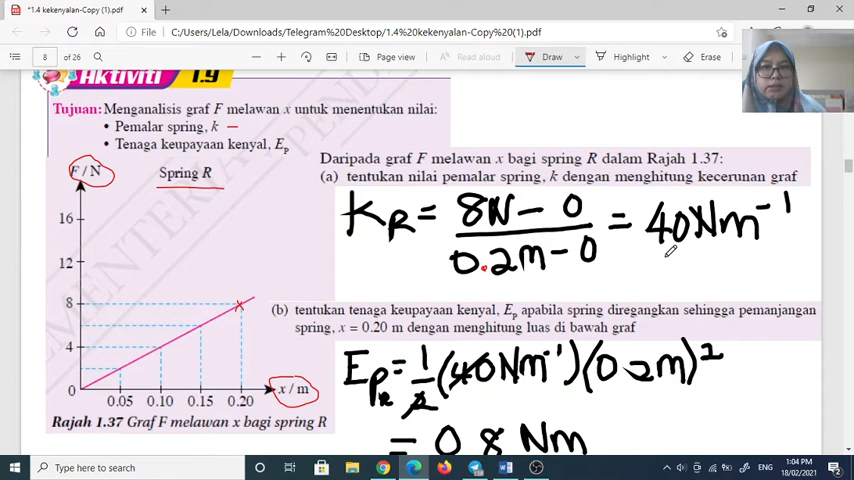 *1.4 kekenyalan-Copy (1).pdf
File
C:/Users/Lela/Downloads/Telegram%20Desktop/1.4%20kekenyalan-Copy%20(1).pdf
8 of 26
Page view
Read aloud
Draw
Highlight
Erase
Aktiviti 1.9
Tujuan: Menganalisis graf F melawan x untuk menentukan nilai:
• Pemalar spring, k
• Tenaga keupayaan kenyal, Eₚ
F / N
Spring R
16
12
8
4
0
0.05 0.10 0.15 0.20
x / m
Rajah 1.37 Graf F melawan x bagi spring R
Daripada graf F melawan x bagi spring R dalam Rajah 1.37:
(a) tentukan nilai pemalar spring, k dengan menghitung kecerunan graf
K_R = 8N − 0 = 40 Nm⁻¹
0.2m − 0
(b) tentukan tenaga keupayaan kenyal, Eₚ apabila spring diregangkan sehingga pemanjangan
spring, x = 0.20 m dengan menghitung luas di bawah graf
E_PR = 1/2 (40Nm⁻¹)(0.2m)²
= 0.8 Nm
Type here to search
ENG
1:04 PM
18/02/2021